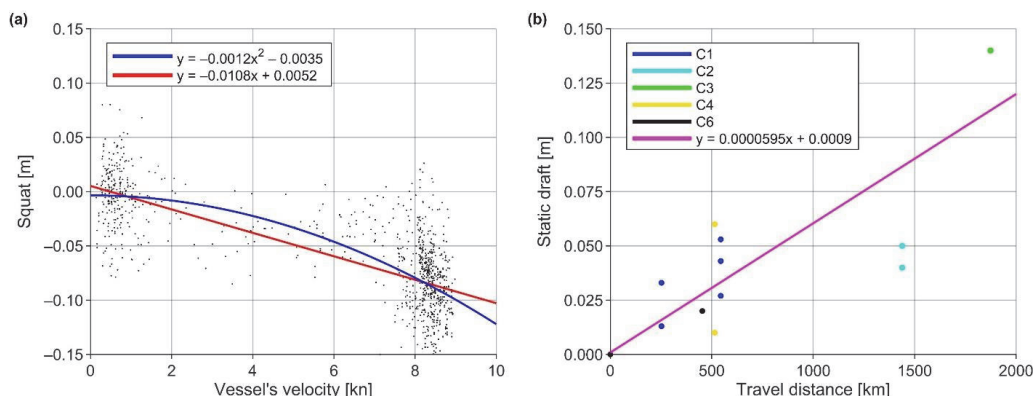 (a)
0.15
0.10
0.05
0.00
−0.05
−0.10
−0.15
Squat [m]
y = −0.0012x² − 0.0035
y = −0.0108x + 0.0052
0 2 4 6 8 10
Vessel's velocity [kn]
(b)
0.150
0.125
0.100
0.075
0.050
0.025
0.000
Static draft [m]
C1
C2
C3
C4
C6
y = 0.0000595x + 0.0009
0 500 1000 1500 2000
Travel distance [km]